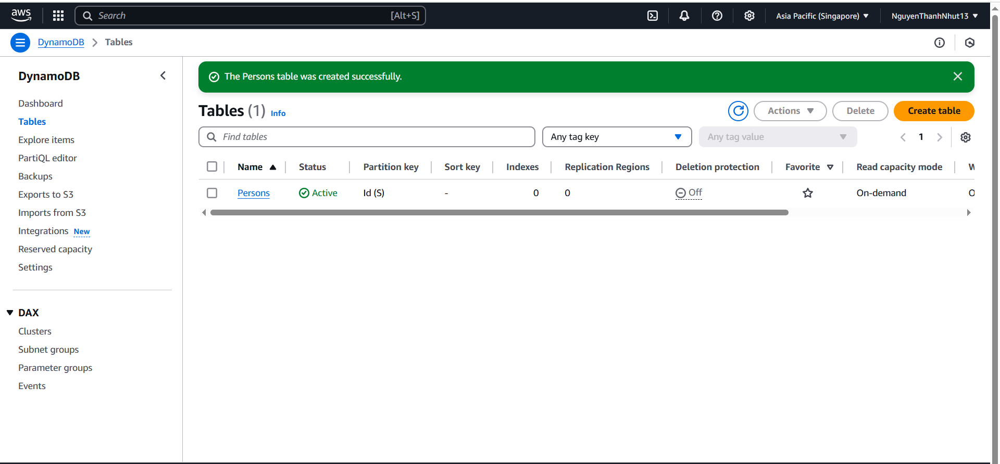 aws
Search [Alt+S]
Asia Pacific (Singapore)
NguyenThanhNhut13
DynamoDB
Tables
DynamoDB
Dashboard
Tables
Explore items
PartiQL editor
Backups
Exports to S3
Imports from S3
Integrations New
Reserved capacity
Settings
DAX
Clusters
Subnet groups
Parameter groups
Events
The Persons table was created successfully.
Tables (1) Info
Actions
Delete
Create table
Find tables
Any tag key
Any tag value
1
Name Status Partition key Sort key Indexes Replication Regions Deletion protection Favorite Read capacity mode W
Persons Active Id (S) - 0 0 Off On-demand O